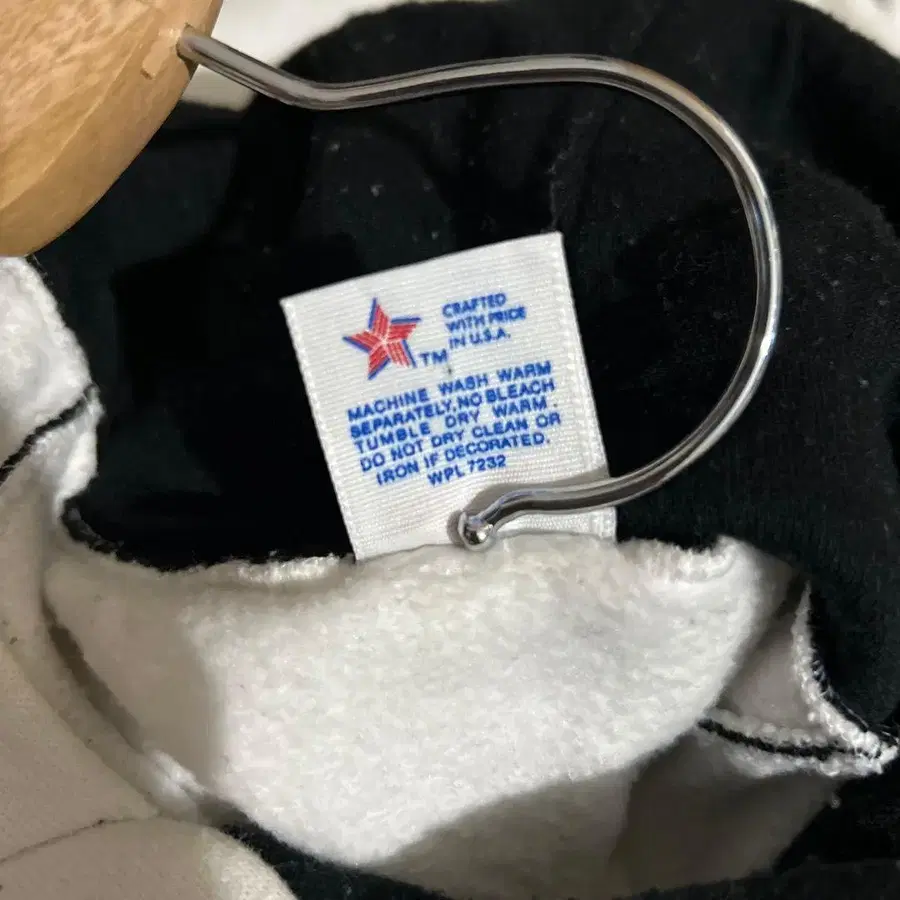 CRAFTED
WITH PRIDE
IN U.S.A.
TM
MACHINE WASH WARM
SEPARATELY, NO BLEACH
TUMBLE DRY WARM.
DO NOT DRY CLEAN OR
IRON IF DECORATED.
WPL 7232